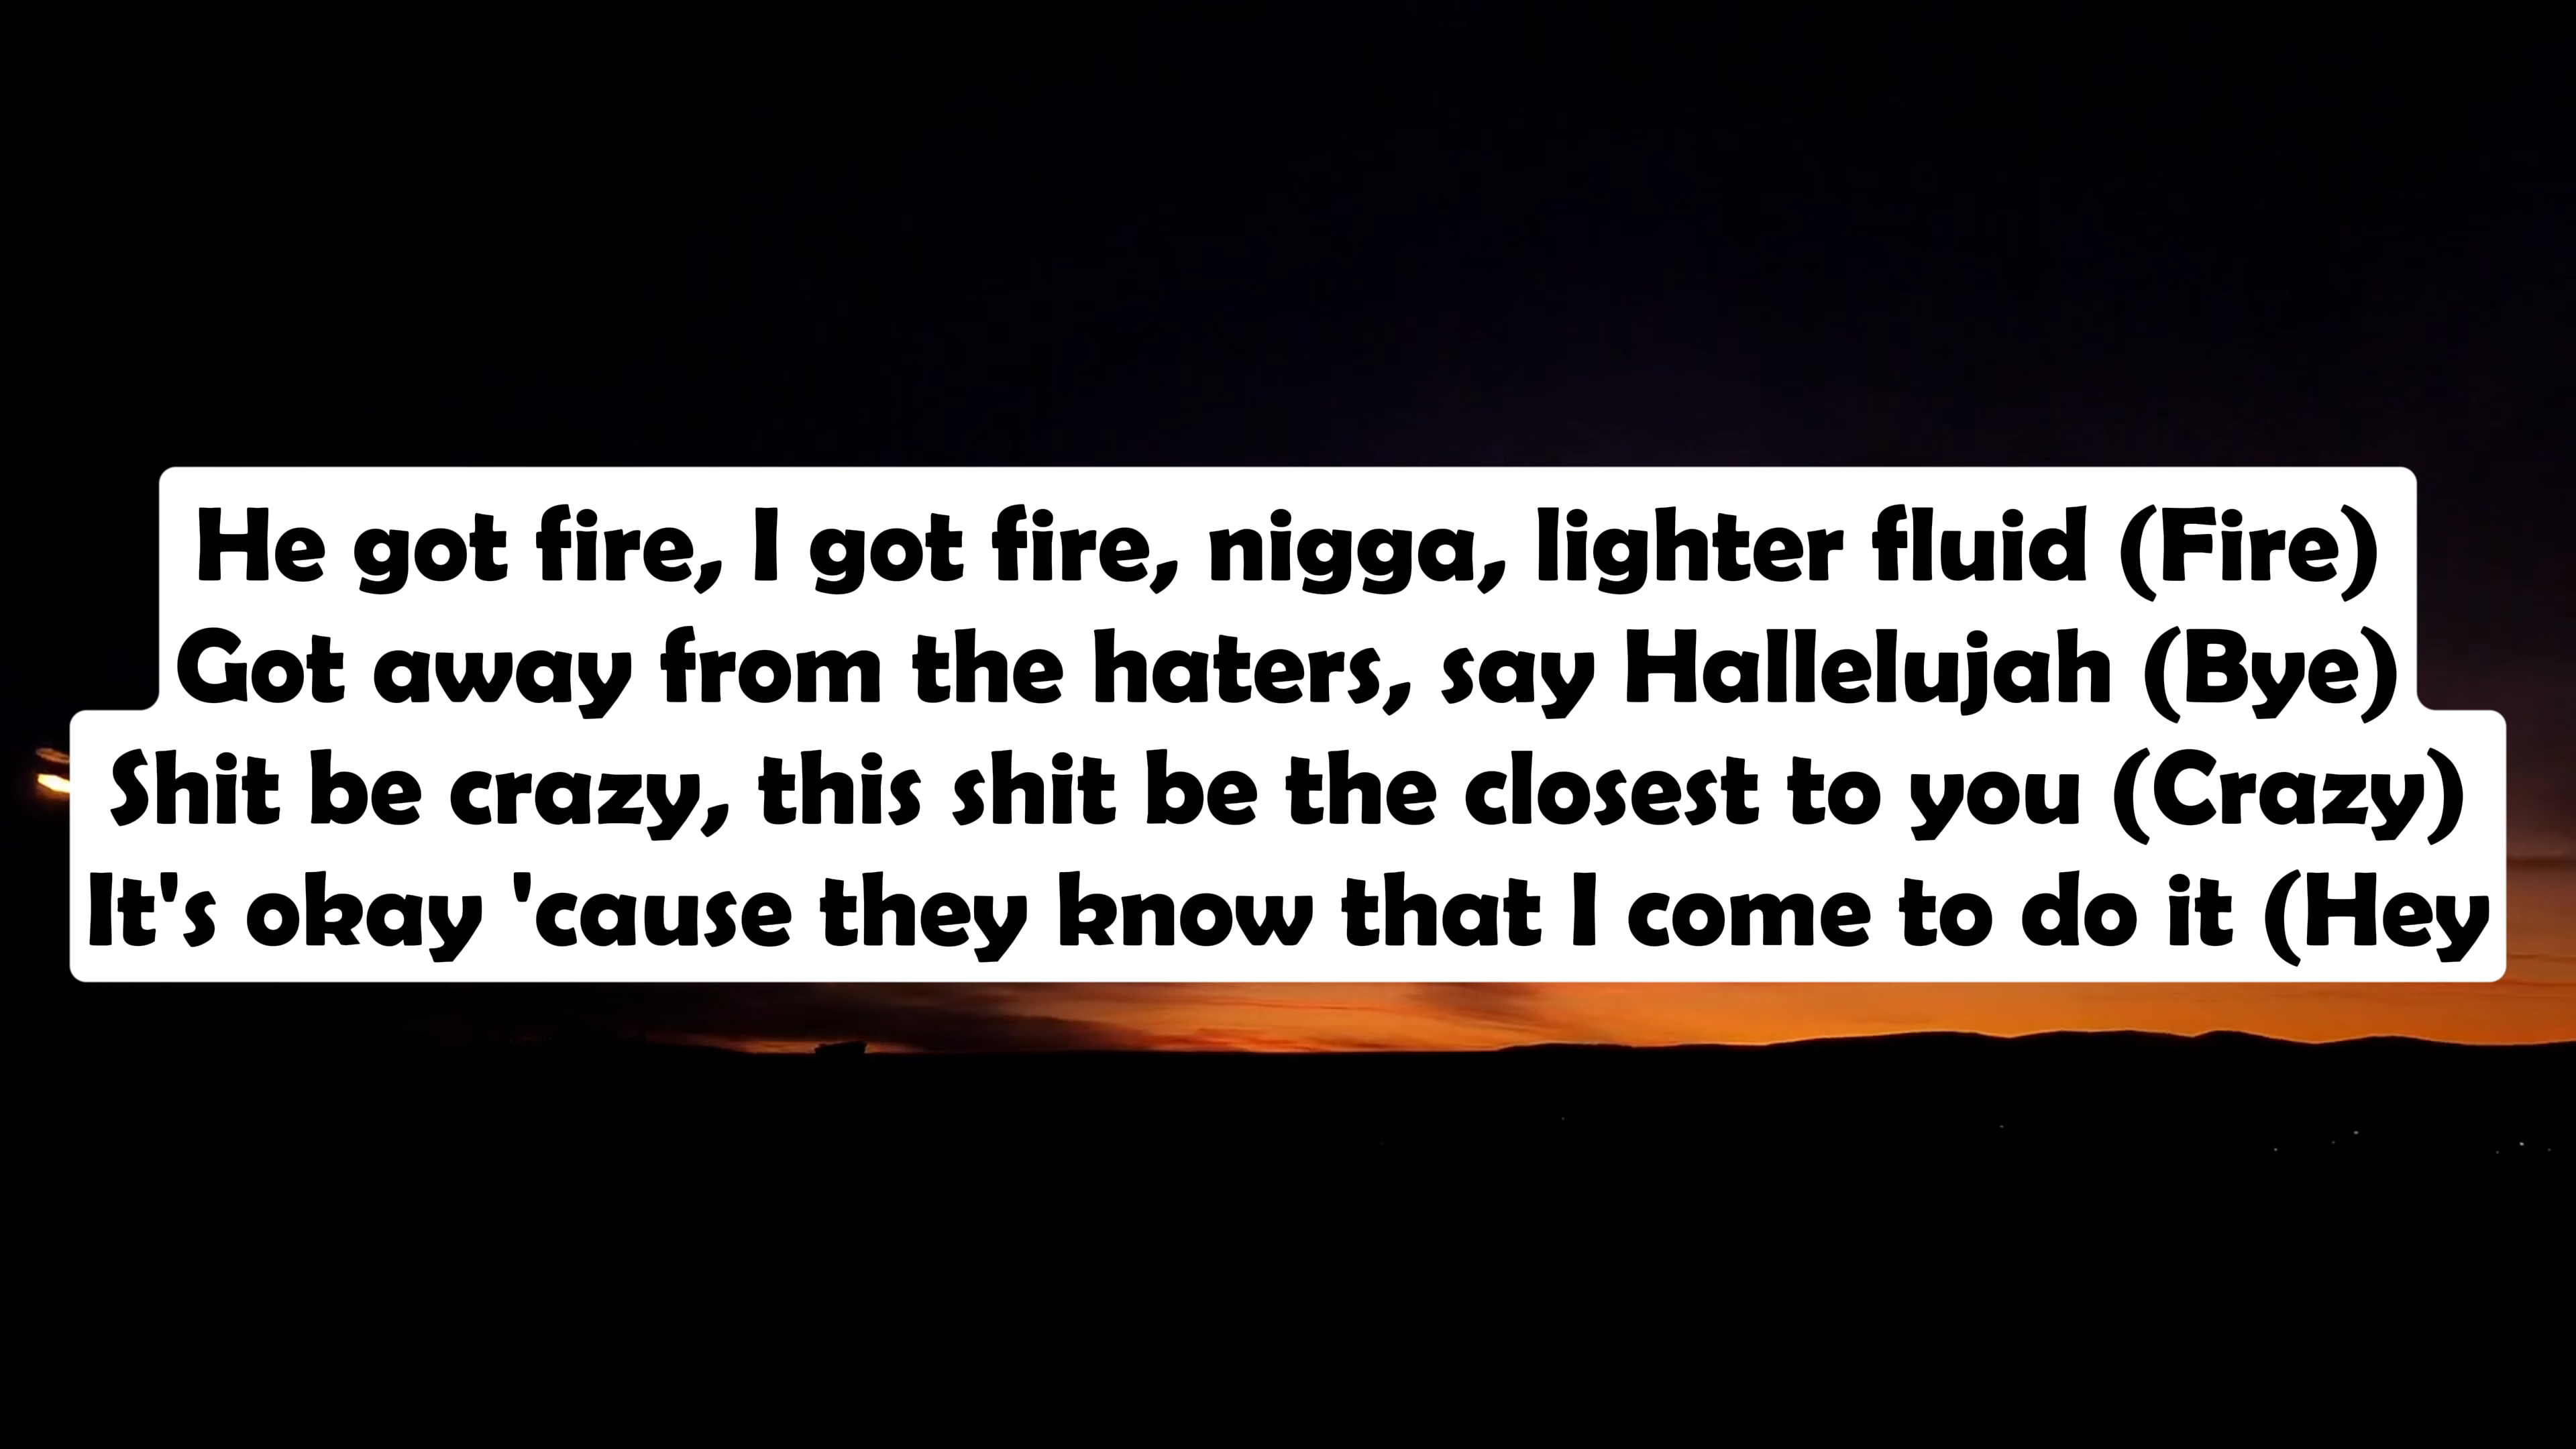 He got fire, I got fire, nigga, lighter fluid (Fire)
Got away from the haters, say Hallelujah (Bye)
Shit be crazy, this shit be the closest to you (Crazy)
It's okay 'cause they know that I come to do it (Hey